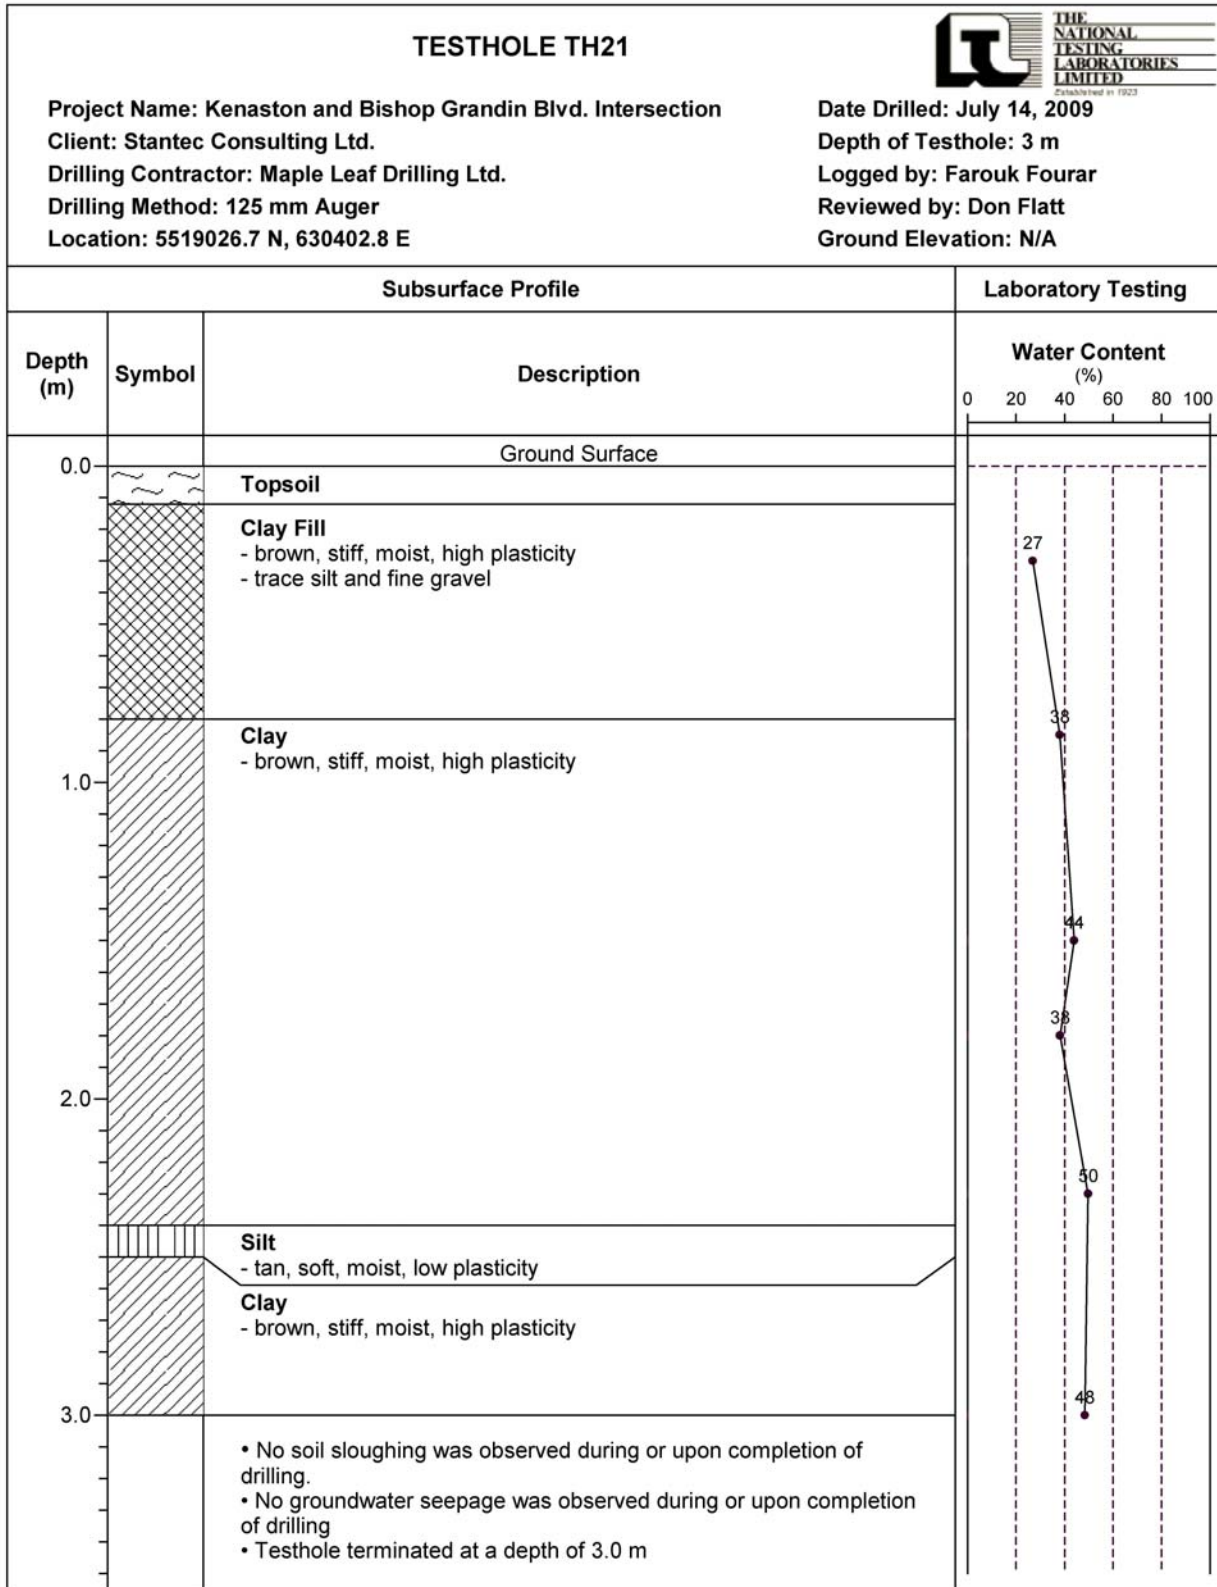 TESTHOLE TH21
THE
NATIONAL
TESTING
LABORATORIES
LIMITED
Established in 1923
Project Name: Kenaston and Bishop Grandin Blvd. Intersection
Client: Stantec Consulting Ltd.
Drilling Contractor: Maple Leaf Drilling Ltd.
Drilling Method: 125 mm Auger
Location: 5519026.7 N, 630402.8 E
Date Drilled: July 14, 2009
Depth of Testhole: 3 m
Logged by: Farouk Fourar
Reviewed by: Don Flatt
Ground Elevation: N/A
Subsurface Profile
Laboratory Testing
Depth
(m)
Symbol
Description
Water Content
(%)
0 20 40 60 80 100
Ground Surface
0.0
Topsoil
Clay Fill
- brown, stiff, moist, high plasticity
- trace silt and fine gravel
27
Clay
- brown, stiff, moist, high plasticity
38
1.0
44
38
2.0
50
Silt
- tan, soft, moist, low plasticity
Clay
- brown, stiff, moist, high plasticity
48
3.0
• No soil sloughing was observed during or upon completion of
drilling.
• No groundwater seepage was observed during or upon completion
of drilling
• Testhole terminated at a depth of 3.0 m